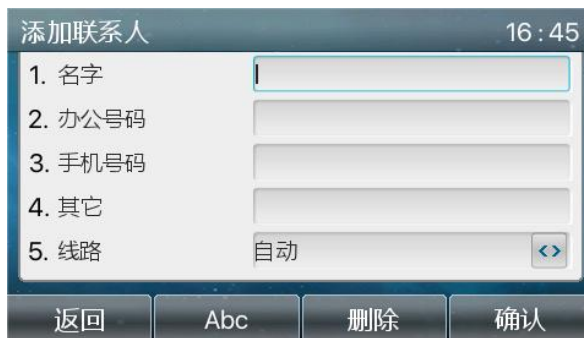 添加联系人 16:45
1. 名字
2. 办公号码
3. 手机号码
4. 其它
5. 线路 自动
返回 Abc 删除 确认